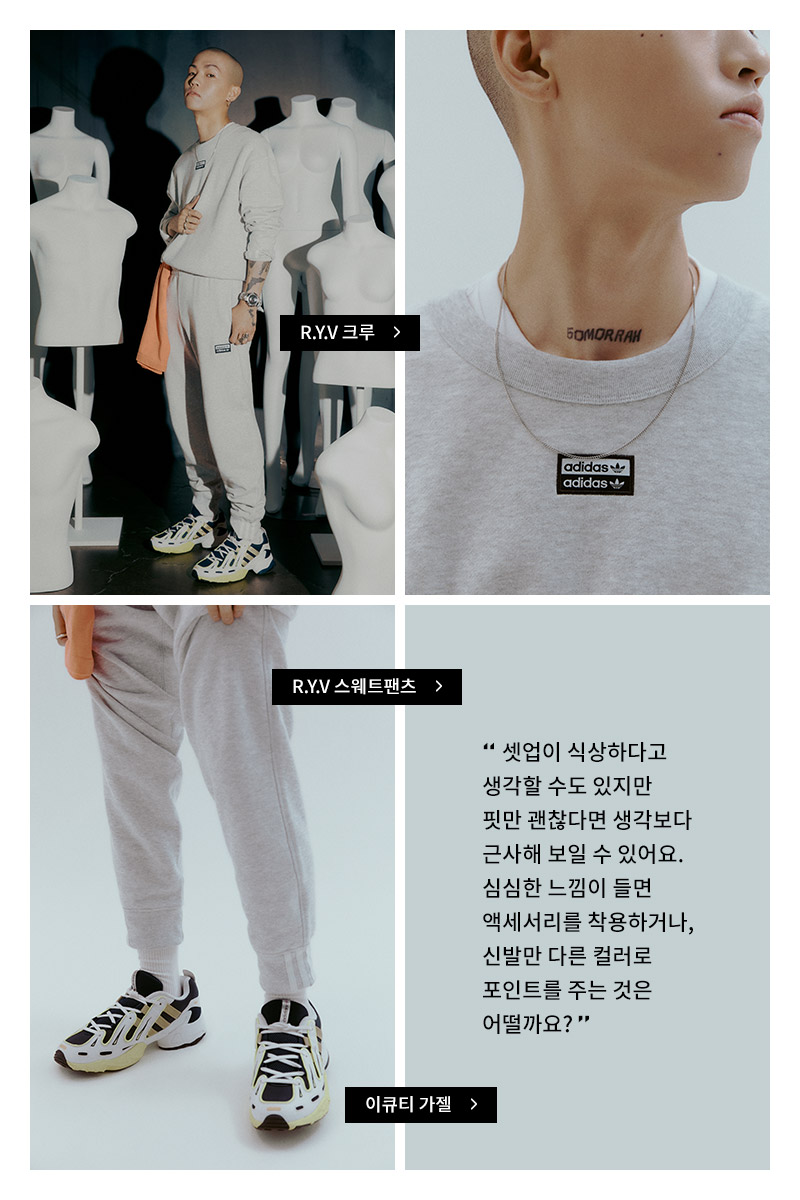 R.Y.V 크루 >
5OMORRAH
adidas
adidas
R.Y.V 스웨트팬츠 >
“ 셋업이 식상하다고
생각할 수도 있지만
핏만 괜찮다면 생각보다
근사해 보일 수 있어요.
심심한 느낌이 들면
액세서리를 착용하거나,
신발만 다른 컬러로
포인트를 주는 것은
어떨까요? ”
이큐티 가젤 >